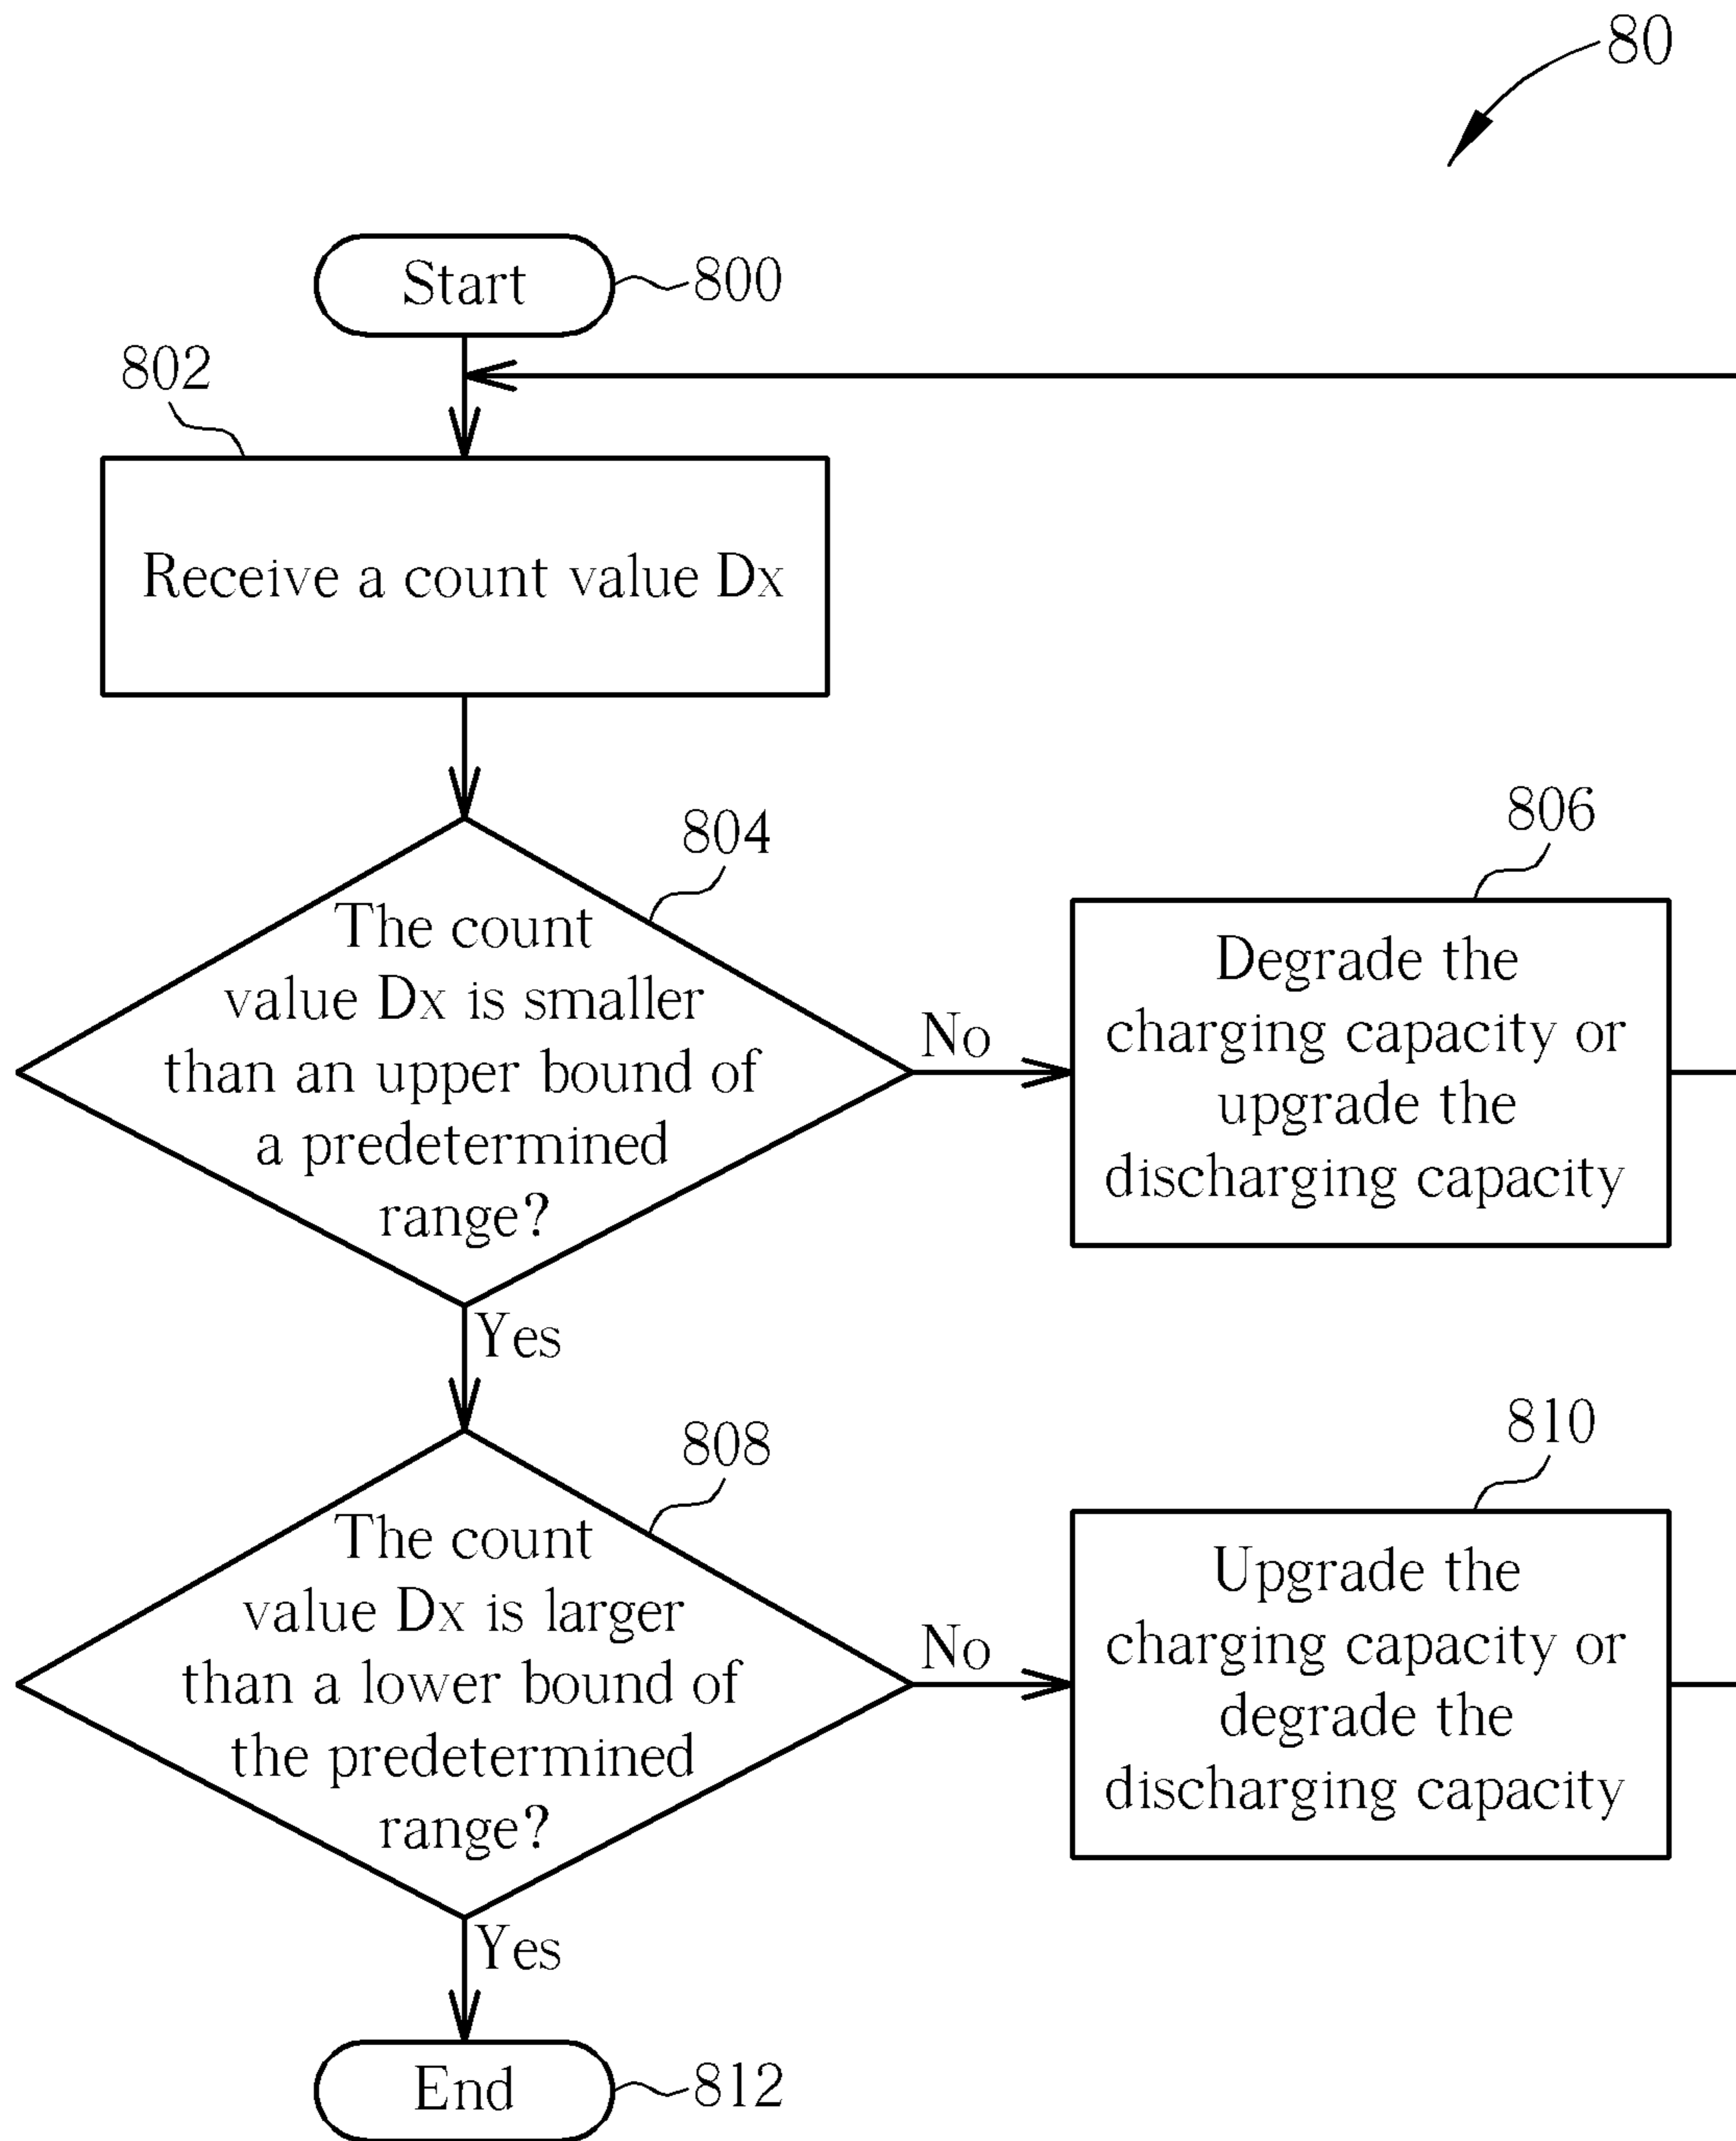 80
Start
800
802
Receive a count value Dx
804
The count
value Dx is smaller
than an upper bound of
a predetermined
range?
No
806
Degrade the
charging capacity or
upgrade the
discharging capacity
Yes
808
The count
value Dx is larger
than a lower bound of
the predetermined
range?
No
810
Upgrade the
charging capacity or
degrade the
discharging capacity
Yes
End
812